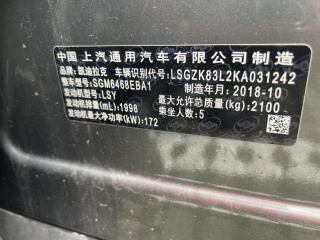 中国 上汽通用汽车有限公司 制造
品牌：凯迪拉克 车辆识别代号：LSGZK83L2KA031242
整车型号：SGM6468EBA1 制造年月：2018-10
发动机型号：LSY 最大允许总质量(kg)：2100
发动机排量(mL)：1998 乘坐人数：5
发动机最大净功率(kW)：172